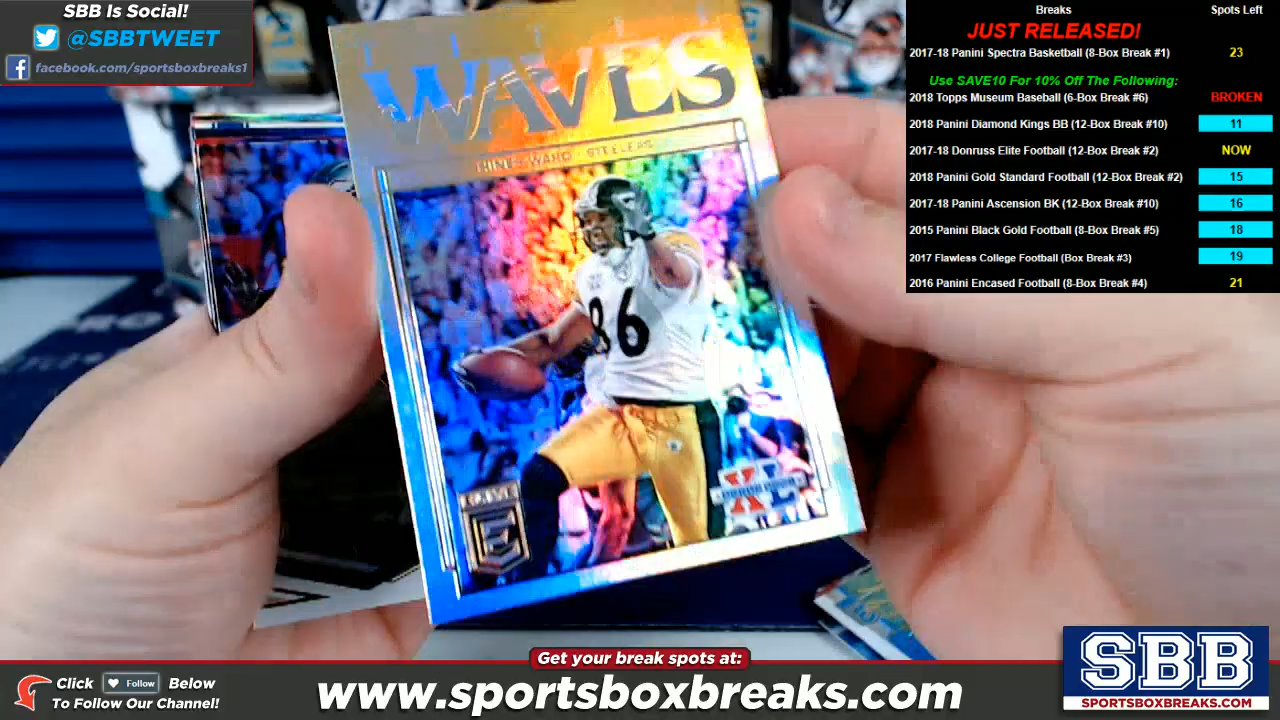 SBB Is Social!
@SBBTWEET
facebook.com/sportsboxbreaks1
WAVES
HINES WARD · STEELERS
86
ELITE
E
XL
Breaks Spots Left
JUST RELEASED!
2017-18 Panini Spectra Basketball (8-Box Break #1) 23
Use SAVE10 For 10% Off The Following:
2018 Topps Museum Baseball (6-Box Break #6) BROKEN
2018 Panini Diamond Kings BB (12-Box Break #10) 11
2017-18 Donruss Elite Football (12-Box Break #2) NOW
2018 Panini Gold Standard Football (12-Box Break #2) 15
2017-18 Panini Ascension BK (12-Box Break #10) 16
2015 Panini Black Gold Football (8-Box Break #5) 18
2017 Flawless College Football (Box Break #3) 19
2016 Panini Encased Football (8-Box Break #4) 21
Get your break spots at:
Click Follow Below
To Follow Our Channel!
www.sportsboxbreaks.com
SBB
SPORTSBOXBREAKS.COM